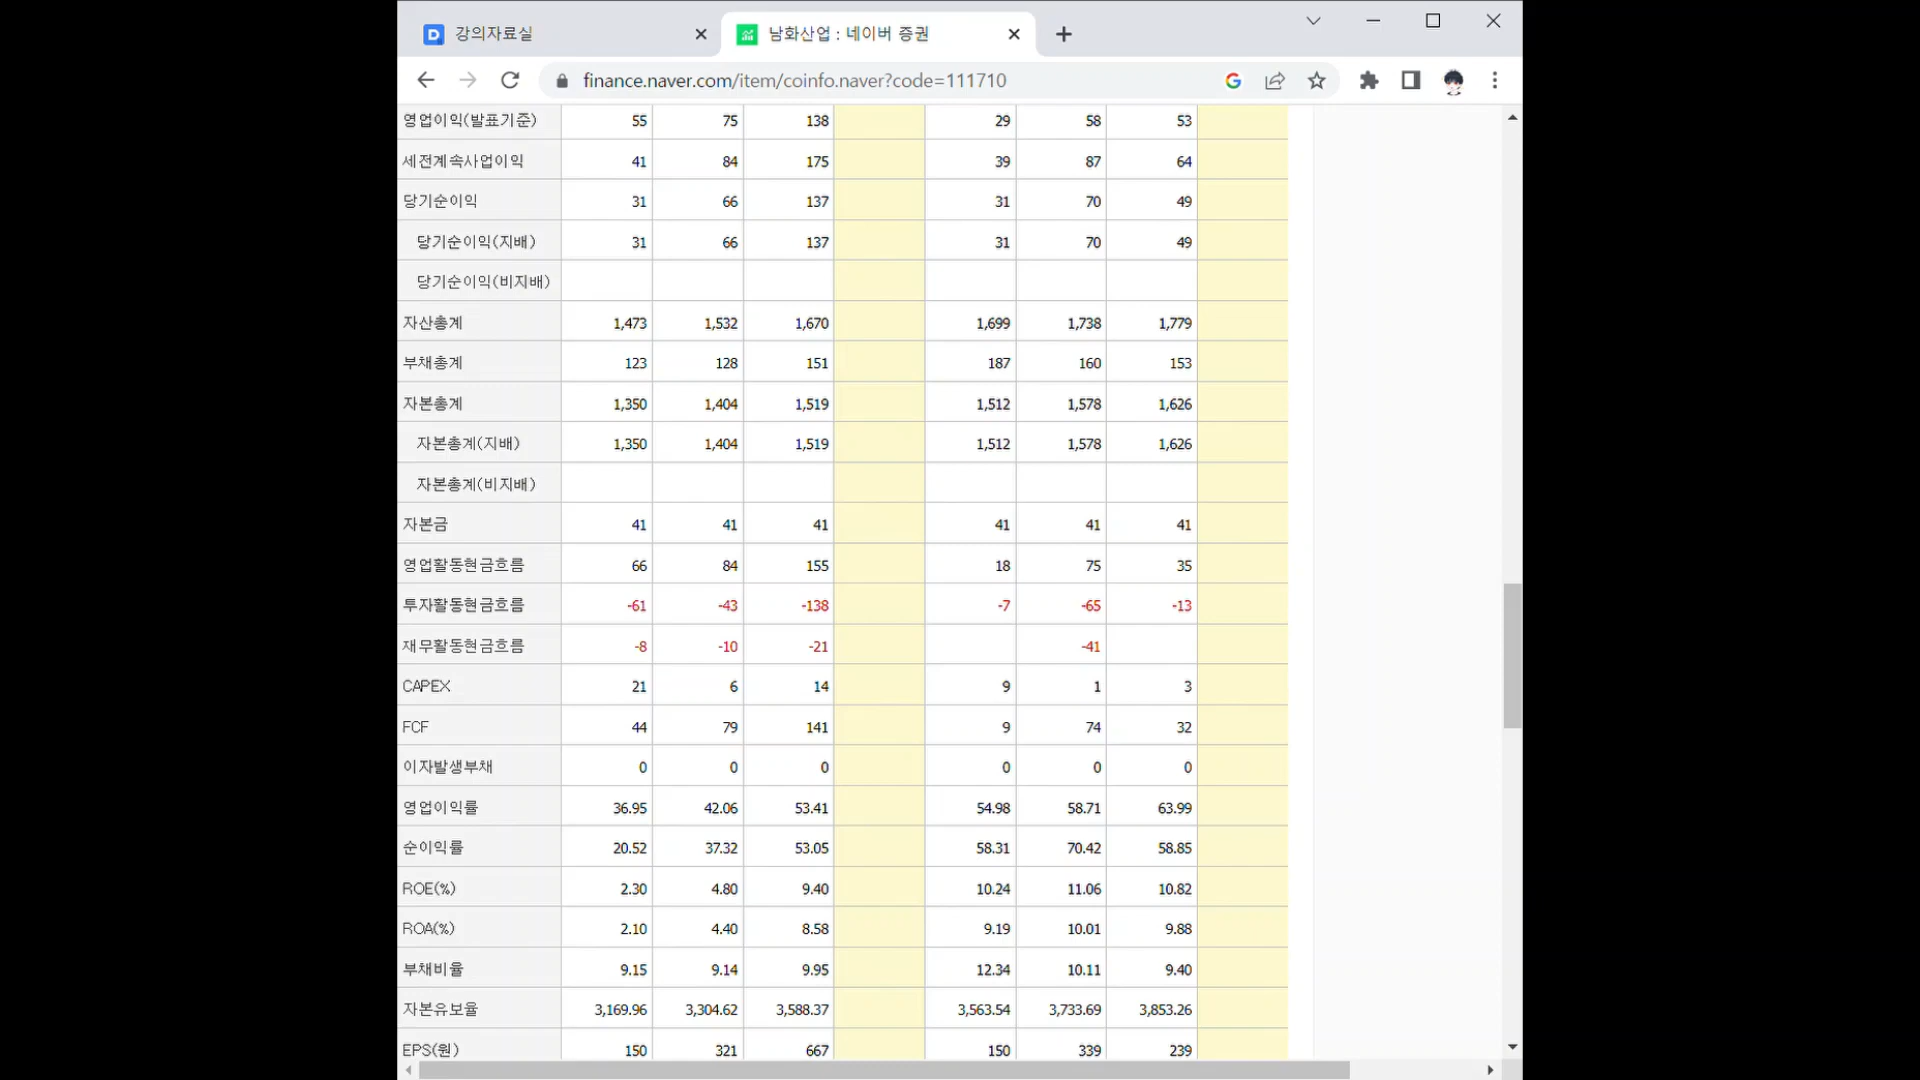 강의자료실
남화산업 : 네이버 증권
finance.naver.com/item/coinfo.naver?code=111710
영업이익(발표기준) 55 75 138 29 58 53
세전계속사업이익 41 84 175 39 87 64
당기순이익 31 66 137 31 70 49
당기순이익(지배) 31 66 137 31 70 49
당기순이익(비지배)
자산총계 1,473 1,532 1,670 1,699 1,738 1,779
부채총계 123 128 151 187 160 153
자본총계 1,350 1,404 1,519 1,512 1,578 1,626
자본총계(지배) 1,350 1,404 1,519 1,512 1,578 1,626
자본총계(비지배)
자본금 41 41 41 41 41 41
영업활동현금흐름 66 84 155 18 75 35
투자활동현금흐름 -61 -43 -138 -7 -65 -13
재무활동현금흐름 -8 -10 -21 -41
CAPEX 21 6 14 9 1 3
FCF 44 79 141 9 74 32
이자발생부채 0 0 0 0 0 0
영업이익률 36.95 42.06 53.41 54.98 58.71 63.99
순이익률 20.52 37.32 53.05 58.31 70.42 58.85
ROE(%) 2.30 4.80 9.40 10.24 11.06 10.82
ROA(%) 2.10 4.40 8.58 9.19 10.01 9.88
부채비율 9.15 9.14 9.95 12.34 10.11 9.40
자본유보율 3,169.96 3,304.62 3,588.37 3,563.54 3,733.69 3,853.26
EPS(원) 150 321 667 150 339 239